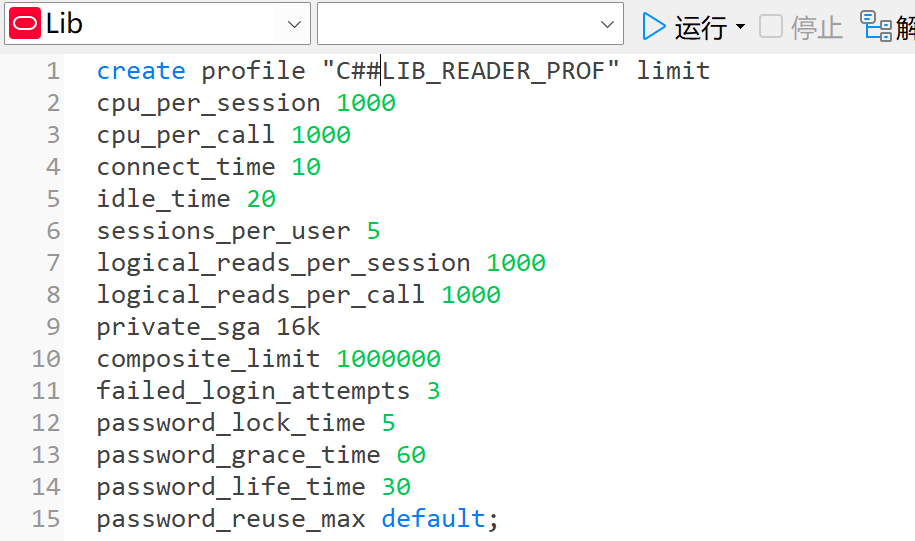 Lib
运行
停止
解
1 create profile "C##LIB_READER_PROF" limit
2 cpu_per_session 1000
3 cpu_per_call 1000
4 connect_time 10
5 idle_time 20
6 sessions_per_user 5
7 logical_reads_per_session 1000
8 logical_reads_per_call 1000
9 private_sga 16k
10 composite_limit 1000000
11 failed_login_attempts 3
12 password_lock_time 5
13 password_grace_time 60
14 password_life_time 30
15 password_reuse_max default;